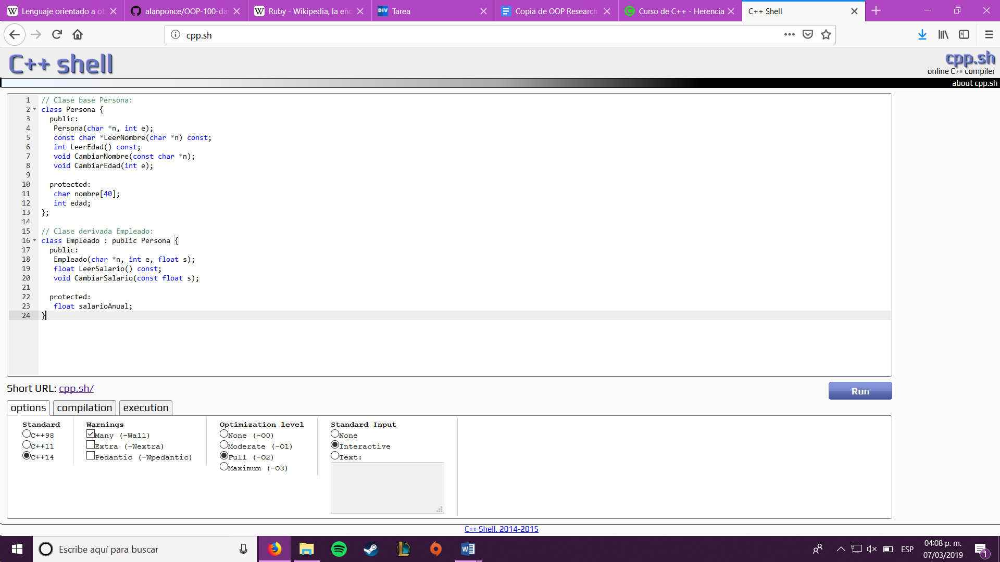 Lenguaje orientado a ob
alanponce/OOP-100-da
Ruby - Wikipedia, la enc
DIV Tarea
Copia de OOP Research
Curso de C++ - Herencia
C++ Shell
cpp.sh
C++ shell
cpp.sh
online C++ compiler
about cpp.sh
1 // Clase base Persona:
2 class Persona {
3 public:
4 Persona(char *n, int e);
5 const char *LeerNombre(char *n) const;
6 int LeerEdad() const;
7 void CambiarNombre(const char *n);
8 void CambiarEdad(int e);
9
10 protected:
11 char nombre[40];
12 int edad;
13 };
14
15 // Clase derivada Empleado:
16 class Empleado : public Persona {
17 public:
18 Empleado(char *n, int e, float s);
19 float LeerSalario() const;
20 void CambiarSalario(const float s);
21
22 protected:
23 float salarioAnual;
24 }
Short URL: cpp.sh/
Run
options compilation execution
Standard
C++98
C++11
C++14
Warnings
Many (-Wall)
Extra (-Wextra)
Pedantic (-Wpedantic)
Optimization level
None (-O0)
Moderate (-O1)
Full (-O2)
Maximum (-O3)
Standard Input
None
Interactive
Text:
C++ Shell, 2014-2015
Escribe aquí para buscar
ESP
04:08 p. m.
07/03/2019
1